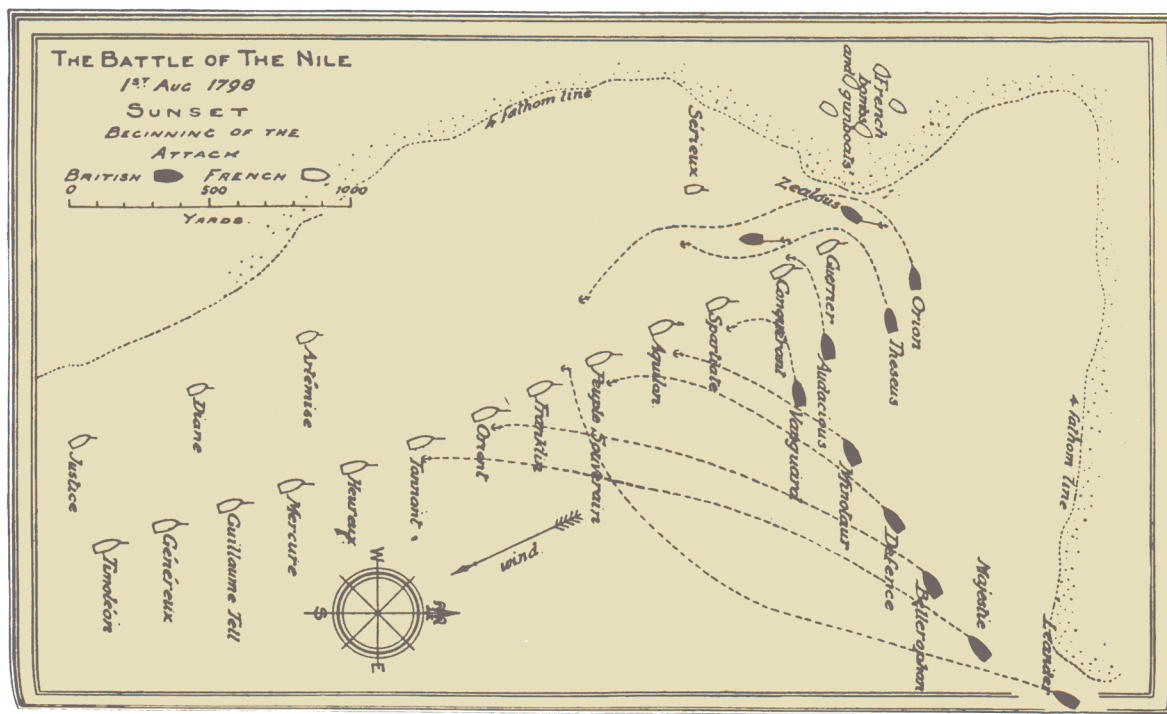 THE BATTLE OF THE NILE
1ST AUG 1798
SUNSET
BEGINNING OF THE
ATTACK
BRITISH FRENCH
0 500 1000
YARDS
4 fathom line
Sérieux
French
bombs
and gunboats
Zealous
Orion
Theseus
Guerrier
Audacious
Conquérant
Vanguard
Spartiate
Aquilon
Minotaur
Peuple Souverain
Defence
Franklin
Bellerophon
Orient
Majestic
Tonnant
Leander
4 fathom line
Artémise
Heureux
Diane
Mercure
Justice
Guillaume Tell
Généreux
Timoléon
wind
W
S
E